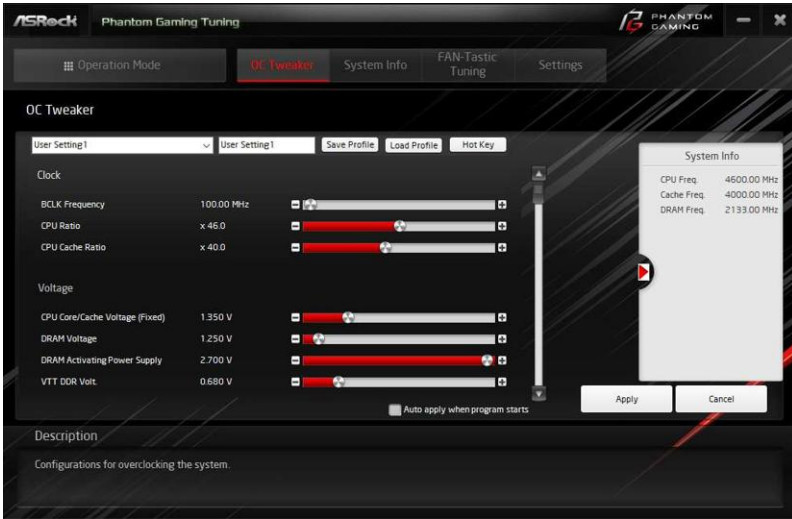 ASRock Phantom Gaming Tuning PHANTOM GAMING
Operation Mode OC Tweaker System Info FAN-Tastic Tuning Settings
OC Tweaker
User Setting1 User Setting1 Save Profile Load Profile Hot Key
Clock
BCLK Frequency 100.00 MHz
CPU Ratio x 46.0
CPU Cache Ratio x 40.0
Voltage
CPU Core/Cache Voltage (Fixed) 1.350 V
DRAM Voltage 1.250 V
DRAM Activating Power Supply 2.700 V
VTT DDR Volt. 0.680 V
Auto apply when program starts
System Info
CPU Freq. 4600.00 MHz
Cache Freq. 4000.00 MHz
DRAM Freq. 2133.00 MHz
Apply Cancel
Description
Configurations for overclocking the system.